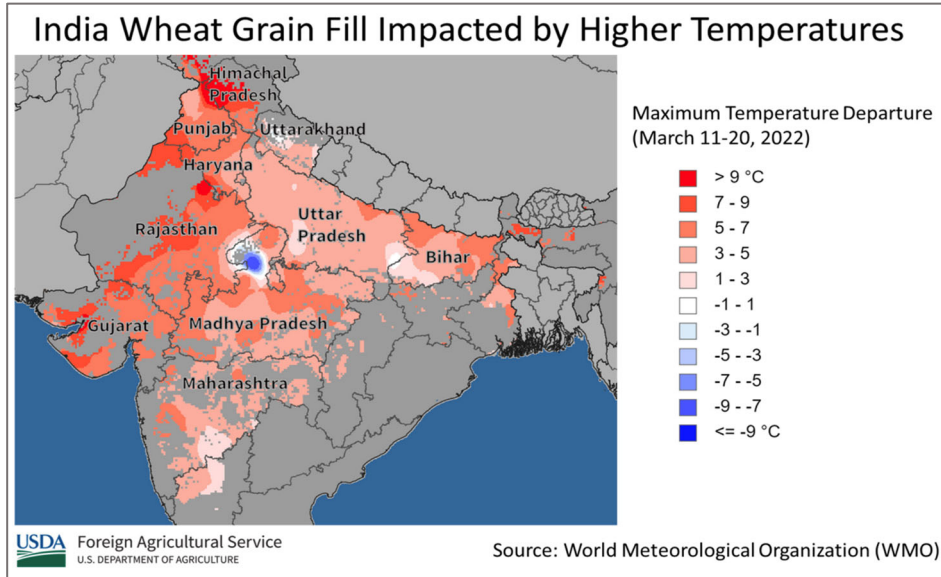 India Wheat Grain Fill Impacted by Higher Temperatures
Himachal
Pradesh
Punjab
Uttarakhand
Haryana
Rajasthan
Uttar
Pradesh
Bihar
Gujarat
Madhya Pradesh
Maharashtra
Maximum Temperature Departure
(March 11-20, 2022)
> 9 °C
7 - 9
5 - 7
3 - 5
1 - 3
-1 - 1
-3 - -1
-5 - -3
-7 - -5
-9 - -7
<= -9 °C
USDA Foreign Agricultural Service
U.S. DEPARTMENT OF AGRICULTURE
Source: World Meteorological Organization (WMO)